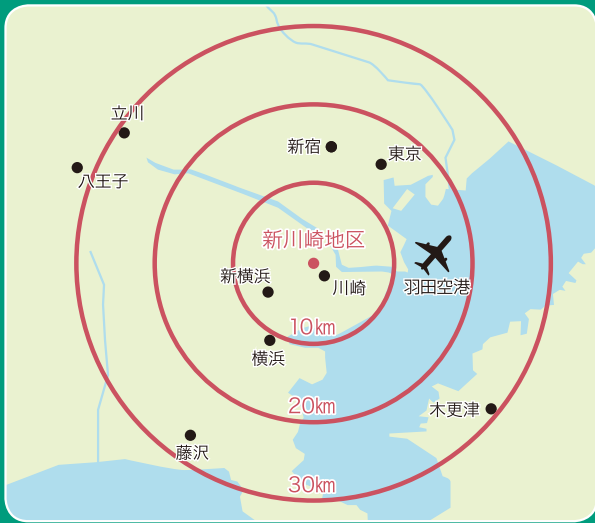 立川
新宿
東京
八王子
新川崎地区
新横浜
川崎
羽田空港
10km
横浜
20km
木更津
藤沢
30km